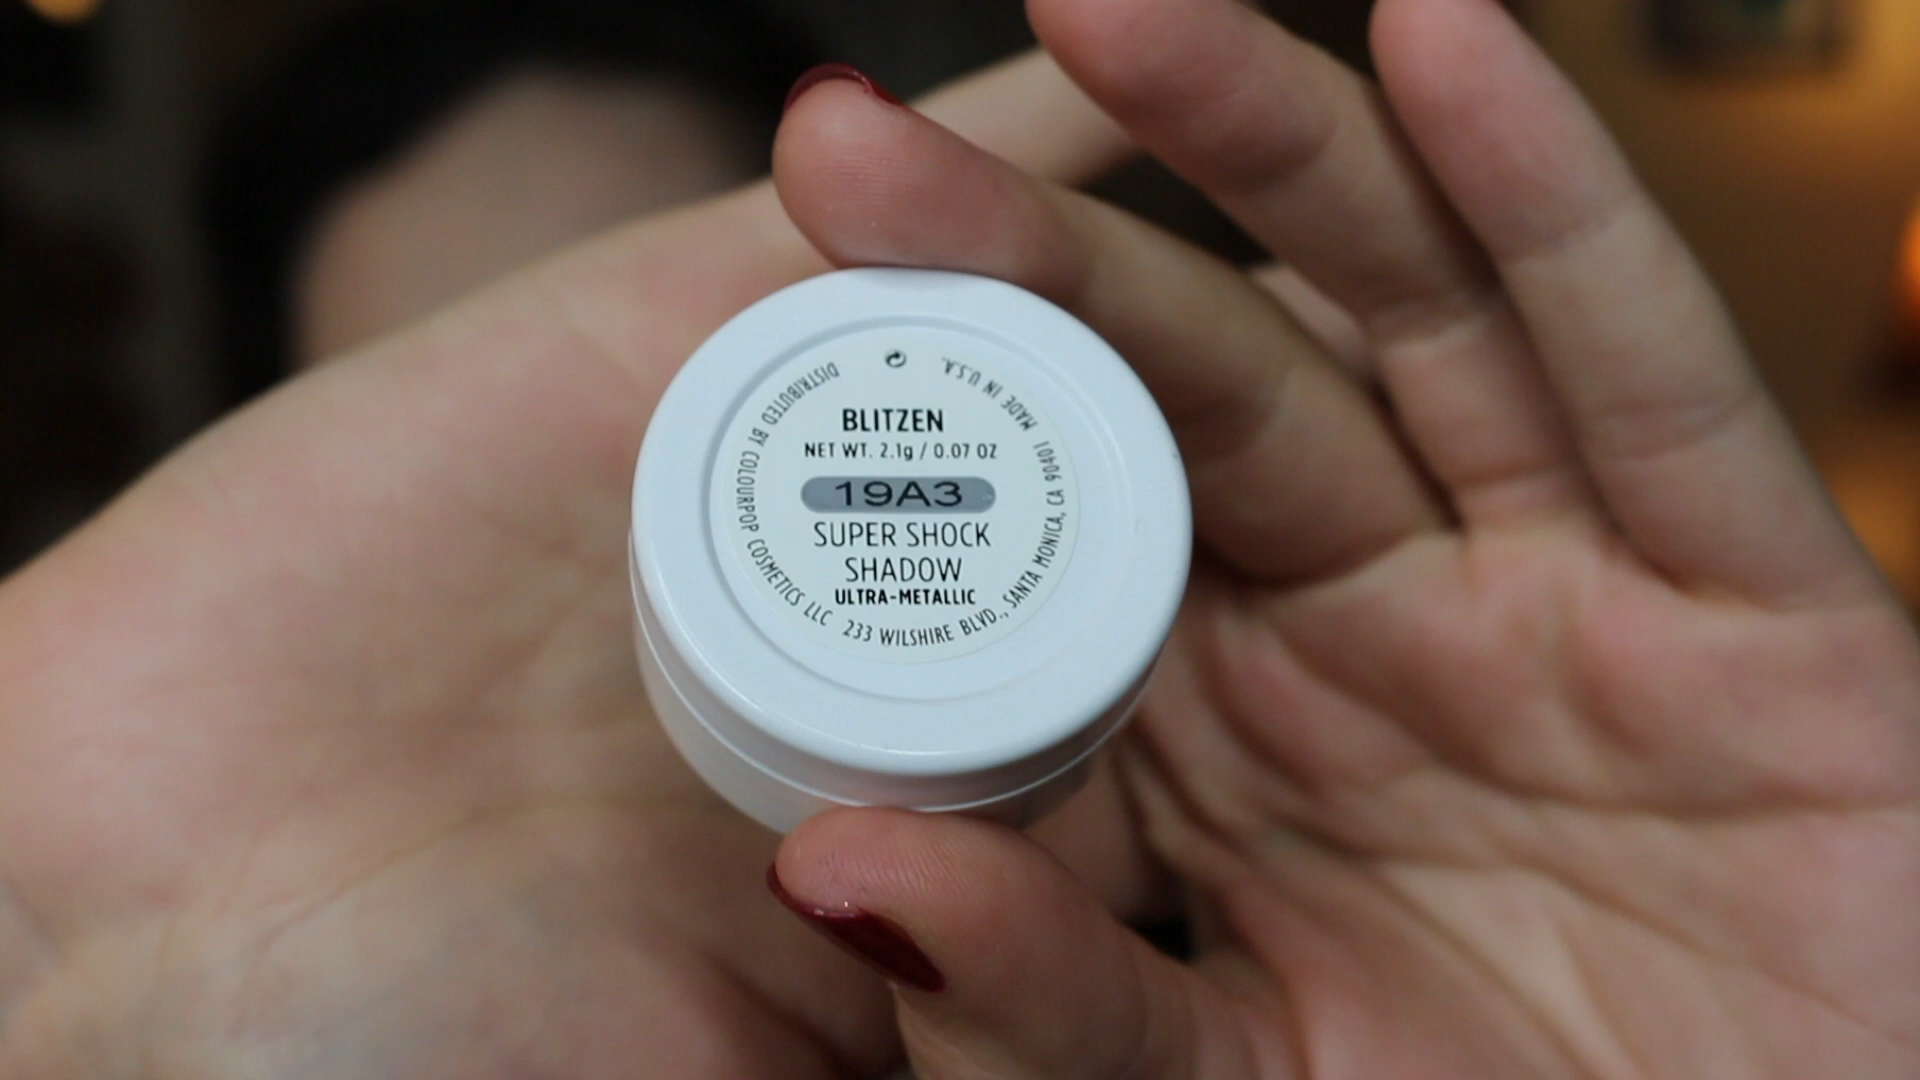 BLITZEN
NET WT. 2.1g / 0.07 OZ
19A3
SUPER SHOCK
SHADOW
ULTRA-METALLIC
DISTRIBUTED BY COLOURPOP COSMETICS LLC 233 WILSHIRE BLVD., SANTA MONICA, CA 90401 MADE IN U.S.A.